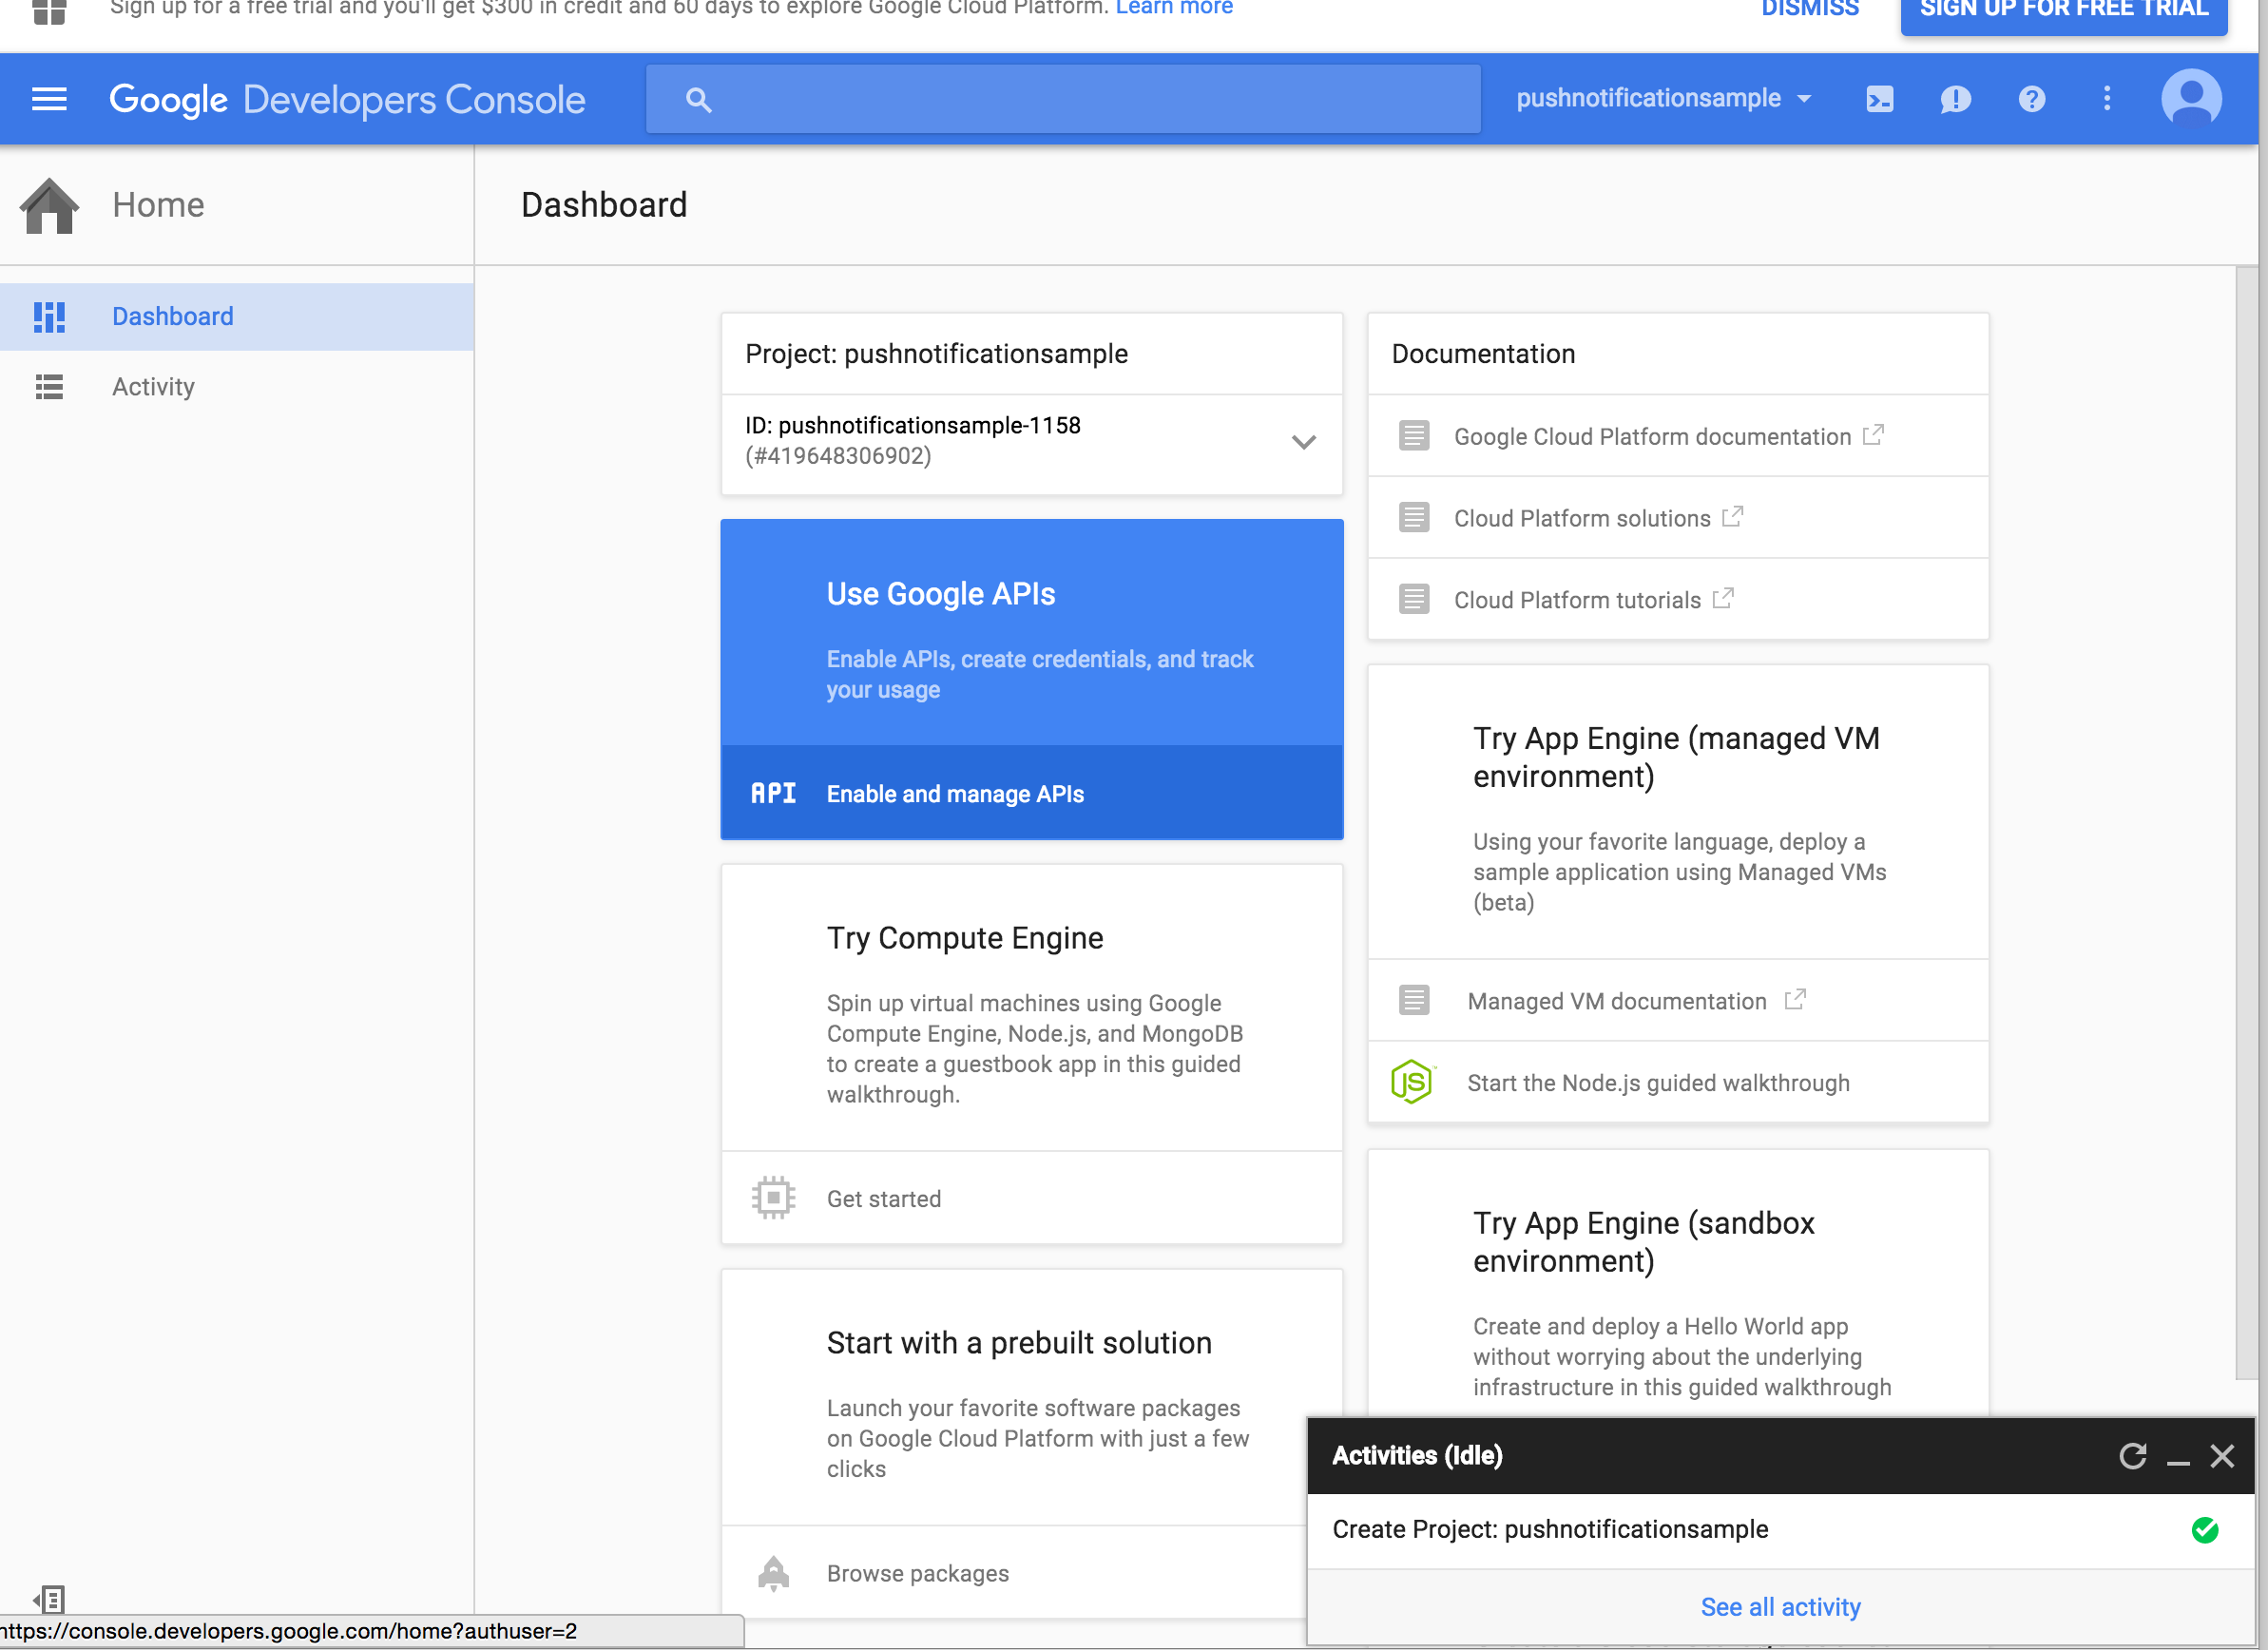 Sign up for a free trial and you'll get $300 in credit and 60 days to explore Google Cloud Platform. Learn more
DISMISS
SIGN UP FOR FREE TRIAL
Google Developers Console
pushnotificationsample
Home
Dashboard
Dashboard
Activity
Project: pushnotificationsample
ID: pushnotificationsample-1158
(#419648306902)
Use Google APIs
Enable APIs, create credentials, and track
your usage
API
Enable and manage APIs
Try Compute Engine
Spin up virtual machines using Google
Compute Engine, Node.js, and MongoDB
to create a guestbook app in this guided
walkthrough.
Get started
Start with a prebuilt solution
Launch your favorite software packages
on Google Cloud Platform with just a few
clicks
Browse packages
Documentation
Google Cloud Platform documentation
Cloud Platform solutions
Cloud Platform tutorials
Try App Engine (managed VM
environment)
Using your favorite language, deploy a
sample application using Managed VMs
(beta)
Managed VM documentation
JS
Start the Node.js guided walkthrough
Try App Engine (sandbox
environment)
Create and deploy a Hello World app
without worrying about the underlying
infrastructure in this guided walkthrough
Activities (Idle)
Create Project: pushnotificationsample
See all activity
https://console.developers.google.com/home?authuser=2